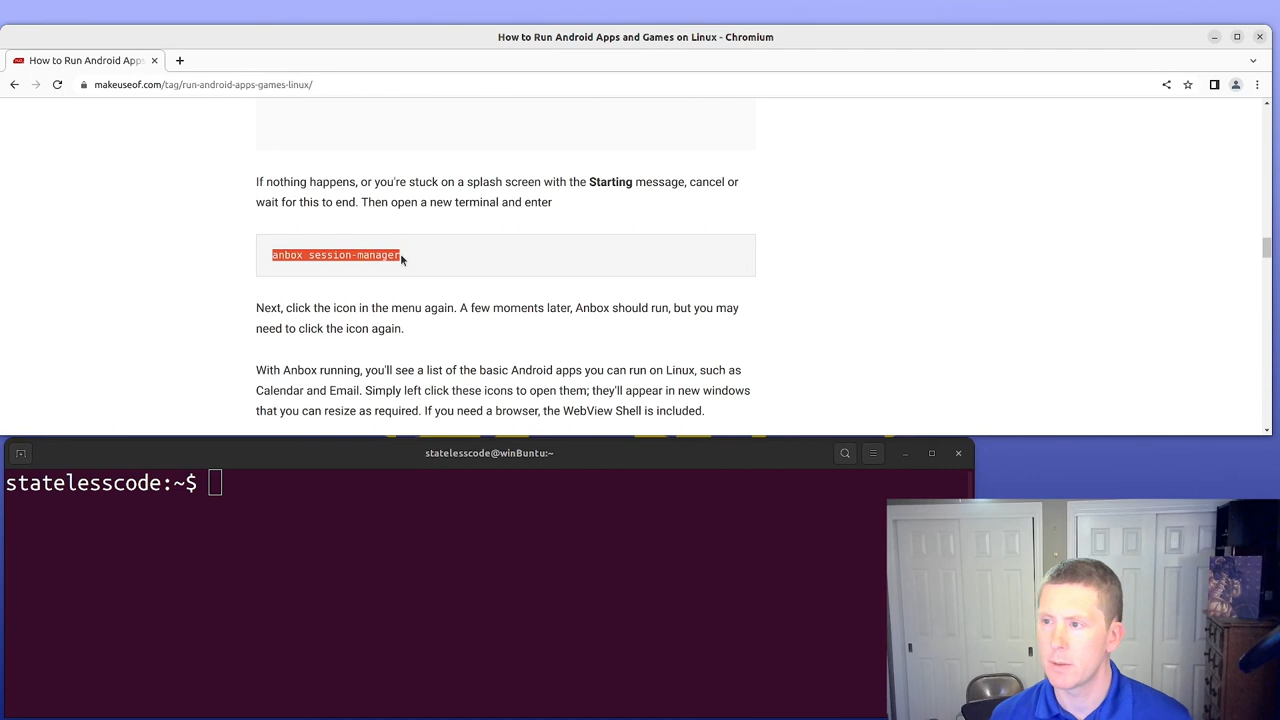 How to Run Android Apps and Games on Linux - Chromium
How to Run Android Apps
makeuseof.com/tag/run-android-apps-games-linux/
If nothing happens, or you're stuck on a splash screen with the Starting message, cancel or
wait for this to end. Then open a new terminal and enter
anbox session-manager
Next, click the icon in the menu again. A few moments later, Anbox should run, but you may
need to click the icon again.
With Anbox running, you'll see a list of the basic Android apps you can run on Linux, such as
Calendar and Email. Simply left click these icons to open them; they'll appear in new windows
that you can resize as required. If you need a browser, the WebView Shell is included.
statelesscode@winBuntu:~
statelesscode:~$